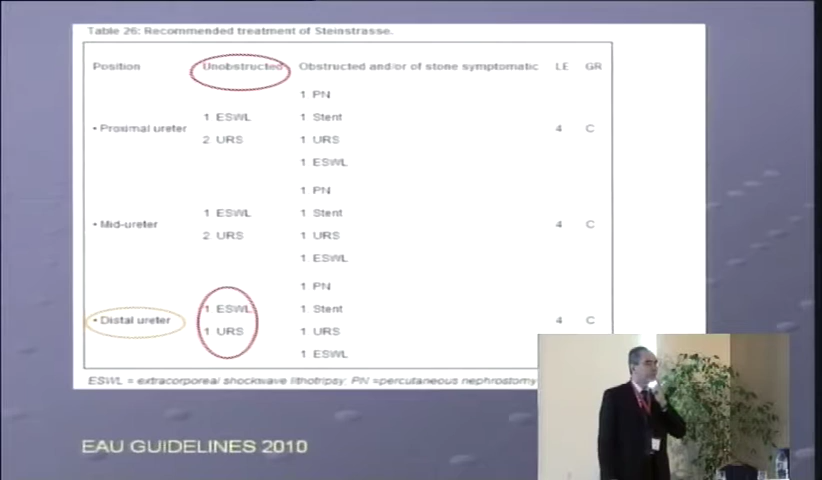 Table 26: Recommended treatment of Steinstrasse.
Position Unobstructed Obstructed and/or of stone symptomatic LE GR
1 PN
1 ESWL 1 Stent
• Proximal ureter 4 C
2 URS 1 URS
1 ESWL
1 PN
1 ESWL 1 Stent
• Mid-ureter 4 C
2 URS 1 URS
1 ESWL
1 PN
1 ESWL 1 Stent
• Distal ureter 4 C
1 URS 1 URS
1 ESWL
ESWL = extracorporeal shockwave lithotripsy; PN =percutaneous nephrostomy
EAU GUIDELINES 2010